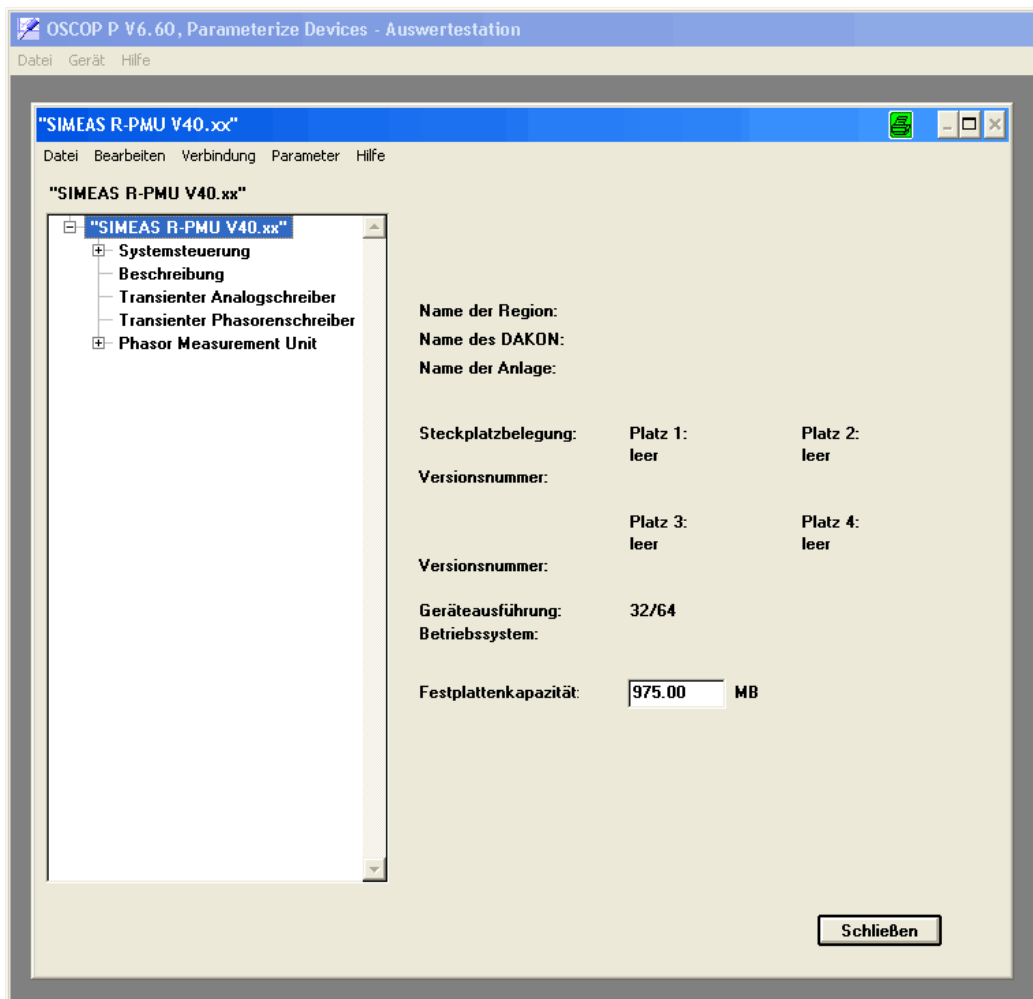 OSCOP P V6.60, Parameterize Devices - Auswertestation
Datei Gerät Hilfe
"SIMEAS R-PMU V40.xx"
Datei Bearbeiten Verbindung Parameter Hilfe
"SIMEAS R-PMU V40.xx"
"SIMEAS R-PMU V40.xx"
Systemsteuerung
Beschreibung
Transienter Analogschreiber
Transienter Phasorenschreiber
Phasor Measurement Unit
Name der Region:
Name des DAKON:
Name der Anlage:
Steckplatzbelegung: Platz 1: Platz 2:
leer leer
Versionsnummer:
Platz 3: Platz 4:
leer leer
Versionsnummer:
Geräteausführung: 32/64
Betriebssystem:
Festplattenkapazität: 975.00 MB
Schließen